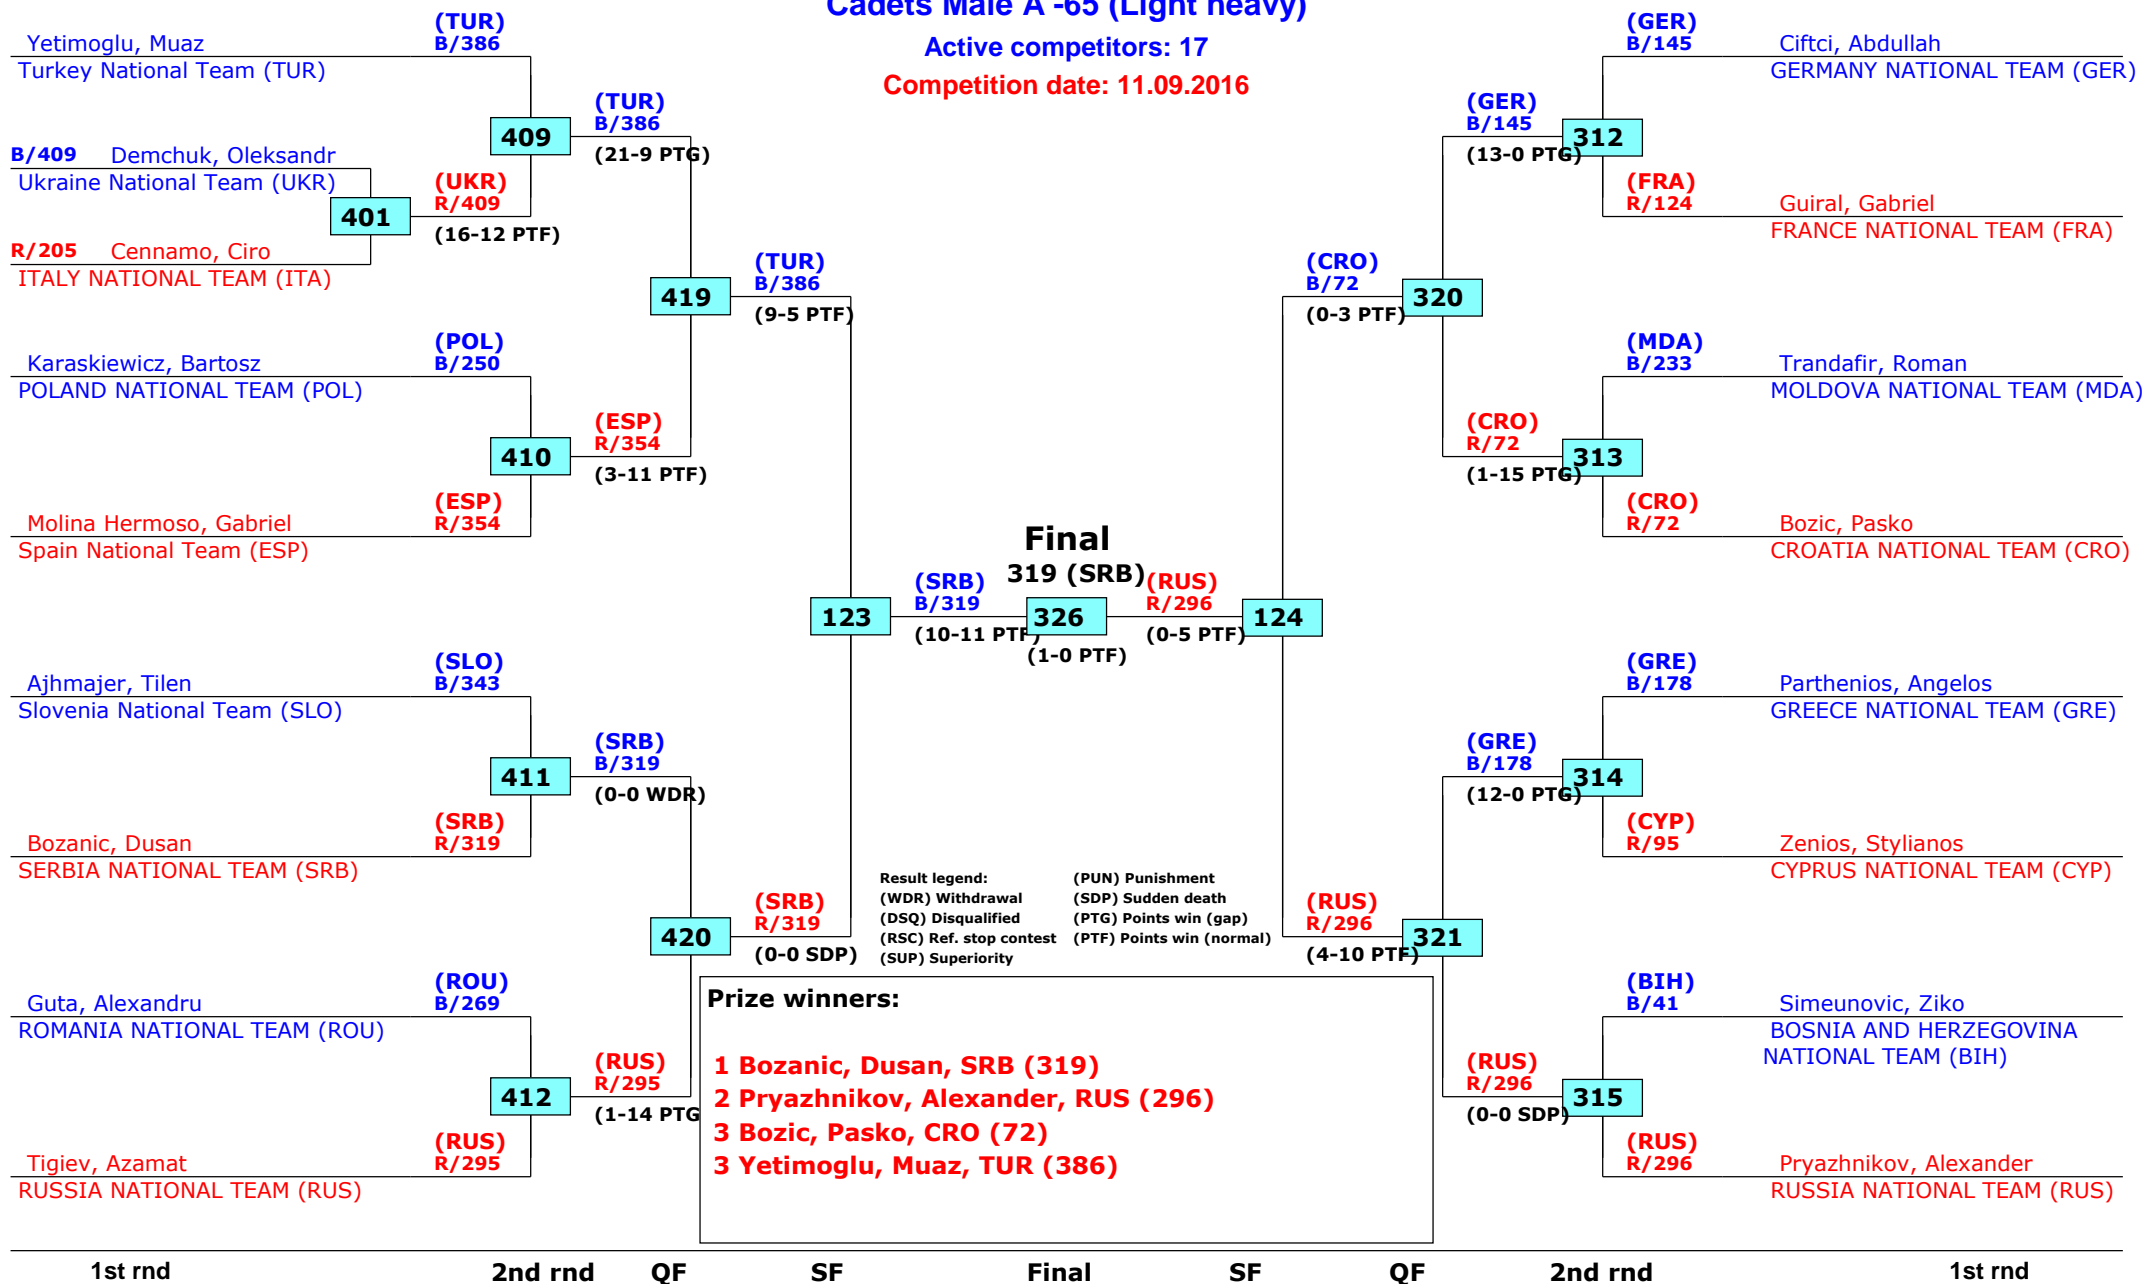 Cadets Male A -65 (Light heavy)
Active competitors: 17
Competition date: 11.09.2016
Yetimoglu, Muaz
Turkey National Team (TUR)
(TUR)
B/386
B/409 Demchuk, Oleksandr
Ukraine National Team (UKR)
R/205 Cennamo, Ciro
ITALY NATIONAL TEAM (ITA)
401
(UKR)
R/409
(16-12 PTF)
409
(TUR)
B/386
(21-9 PTG)
Karaskiewicz, Bartosz
POLAND NATIONAL TEAM (POL)
(POL)
B/250
Molina Hermoso, Gabriel
Spain National Team (ESP)
(ESP)
R/354
410
(ESP)
R/354
(3-11 PTF)
419
(TUR)
B/386
(9-5 PTF)
Ajhmajer, Tilen
Slovenia National Team (SLO)
(SLO)
B/343
Bozanic, Dusan
SERBIA NATIONAL TEAM (SRB)
(SRB)
R/319
411
(SRB)
B/319
(0-0 WDR)
Guta, Alexandru
ROMANIA NATIONAL TEAM (ROU)
(ROU)
B/269
Tigiev, Azamat
RUSSIA NATIONAL TEAM (RUS)
(RUS)
R/295
412
(RUS)
R/295
(1-14 PTG
420
(SRB)
R/319
(0-0 SDP)
123
(SRB)
B/319
(10-11 PTF)
Final
319 (SRB)
326
(1-0 PTF)
(RUS)
R/296
(0-5 PTF)
124
(CRO)
B/72
(0-3 PTF)
320
(GER)
B/145
(13-0 PTG)
312
(GER)
B/145
Ciftci, Abdullah
GERMANY NATIONAL TEAM (GER)
(FRA)
R/124
Guiral, Gabriel
FRANCE NATIONAL TEAM (FRA)
(CRO)
R/72
(1-15 PTG)
313
(MDA)
B/233
Trandafir, Roman
MOLDOVA NATIONAL TEAM (MDA)
(CRO)
R/72
Bozic, Pasko
CROATIA NATIONAL TEAM (CRO)
(RUS)
R/296
(4-10 PTF)
321
(GRE)
B/178
(12-0 PTG)
314
(GRE)
B/178
Parthenios, Angelos
GREECE NATIONAL TEAM (GRE)
(CYP)
R/95
Zenios, Stylianos
CYPRUS NATIONAL TEAM (CYP)
(RUS)
R/296
(0-0 SDP)
315
(BIH)
B/41
Simeunovic, Ziko
BOSNIA AND HERZEGOVINA
NATIONAL TEAM (BIH)
(RUS)
R/296
Pryazhnikov, Alexander
RUSSIA NATIONAL TEAM (RUS)
Result legend: (PUN) Punishment
(WDR) Withdrawal (SDP) Sudden death
(DSQ) Disqualified (PTG) Points win (gap)
(RSC) Ref. stop contest (PTF) Points win (normal)
(SUP) Superiority
Prize winners:
1 Bozanic, Dusan, SRB (319)
2 Pryazhnikov, Alexander, RUS (296)
3 Bozic, Pasko, CRO (72)
3 Yetimoglu, Muaz, TUR (386)
1st rnd 2nd rnd QF SF Final SF QF 2nd rnd 1st rnd